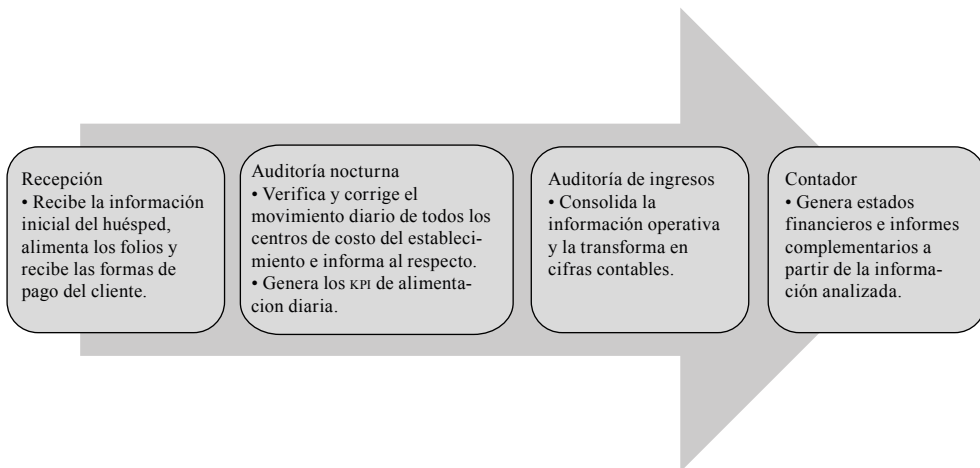 Recepción
• Recibe la información
inicial del huésped,
alimenta los folios y
recibe las formas de
pago del cliente.
Auditoría nocturna
• Verifica y corrige el
movimiento diario de todos los
centros de costo del estableci-
miento e informa al respecto.
• Genera los KPI de alimenta-
cion diaria.
Auditoría de ingresos
• Consolida la
información operativa
y la transforma en
cifras contables.
Contador
• Genera estados
financieros e informes
complementarios a
partir de la informa-
ción analizada.